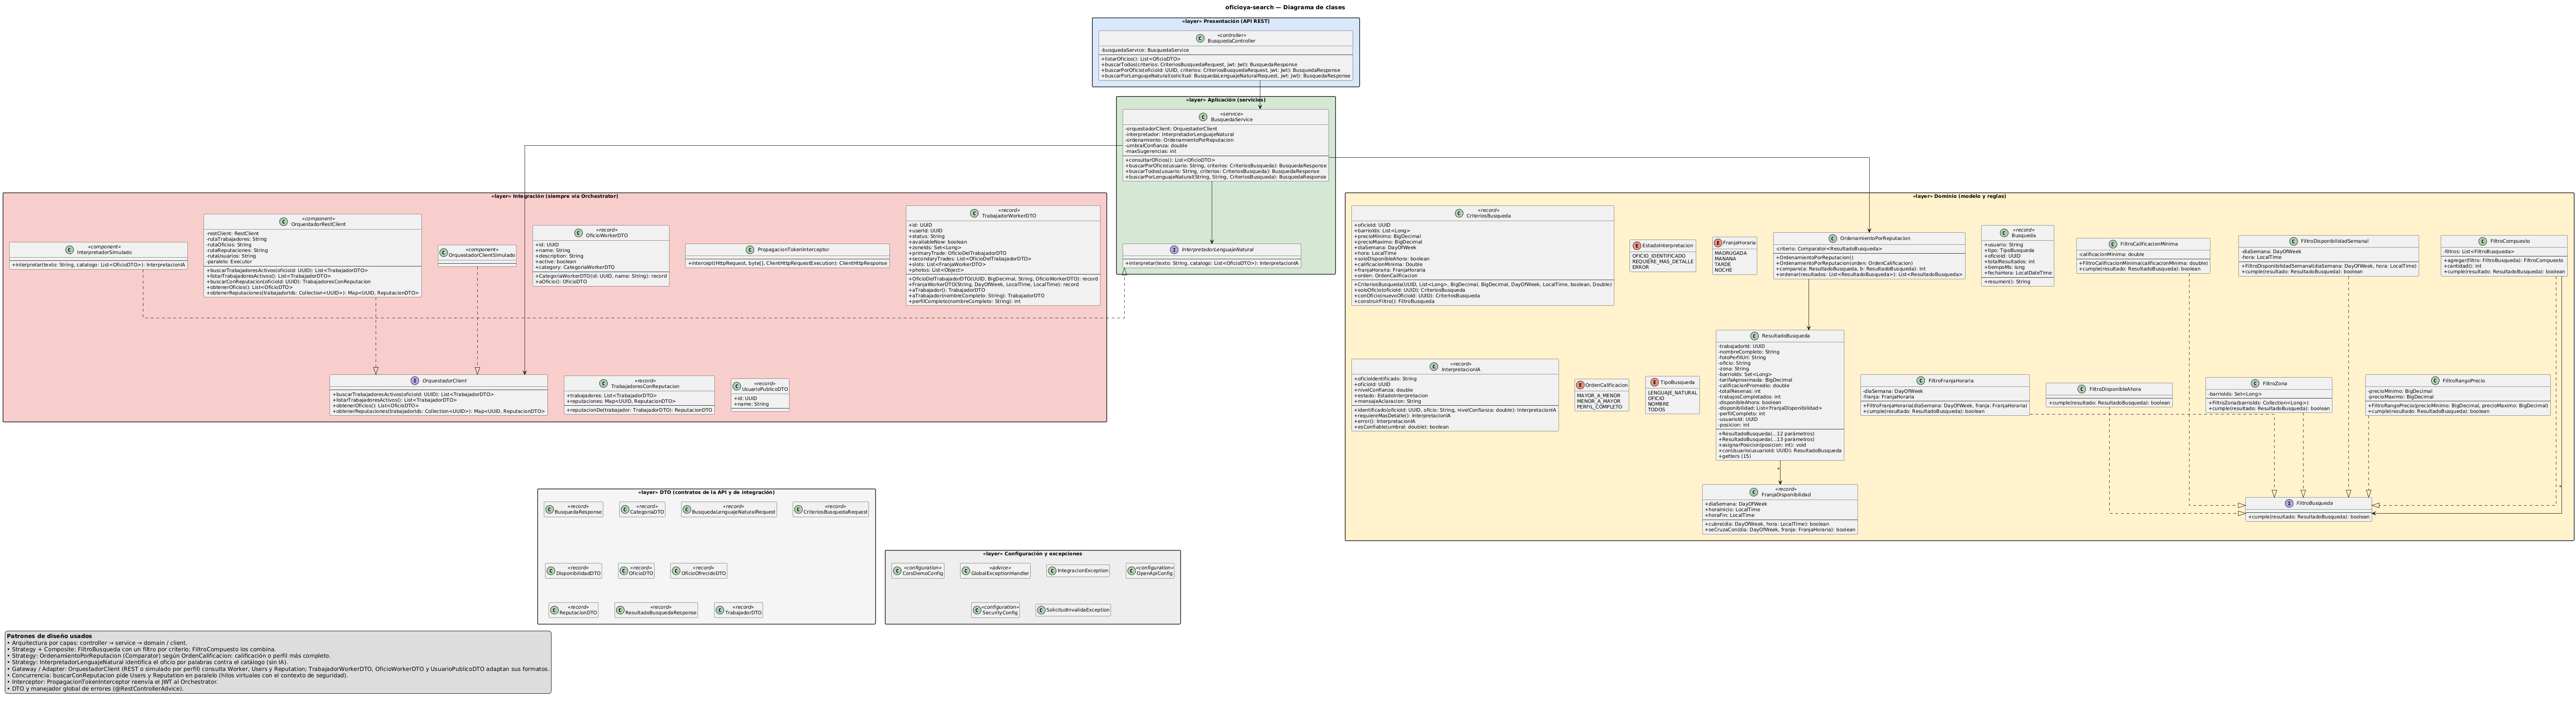 oficioya-search — Diagrama de clases
«layer» Presentación (API REST)
«controller»
BusquedaController
-busquedaService: BusquedaService
+listarOficios(): List<OficioDTO>
+buscarTodos(criterios: CriteriosBusquedaRequest, jwt: Jwt): BusquedaResponse
+buscarPorOficio(oficioId: UUID, criterios: CriteriosBusquedaRequest, jwt: Jwt): BusquedaResponse
+buscarPorLenguajeNatural(solicitud: BusquedaLenguajeNaturalRequest, jwt: Jwt): BusquedaResponse
«layer» Aplicación (servicios)
«service»
BusquedaService
-orquestadorClient: OrquestadorClient
-interpretador: InterpretadorLenguajeNatural
-ordenamiento: OrdenamientoPorReputacion
-umbralConfianza: double
-maxSugerencias: int
+consultarOficios(): List<OficioDTO>
+buscarPorOficio(usuario: String, criterios: CriteriosBusqueda): BusquedaResponse
+buscarTodos(usuario: String, criterios: CriteriosBusqueda): BusquedaResponse
+buscarPorLenguajeNatural(String, String, CriteriosBusqueda): BusquedaResponse
InterpretadorLenguajeNatural
+interpretar(texto: String, catalogo: List<OficioDTO>): InterpretacionIA
«layer» Integración (siempre vía Orchestrator)
«component»
InterpretadorSimulado
+interpretar(texto: String, catalogo: List<OficioDTO>): InterpretacionIA
«component»
OrquestadorRestClient
-restClient: RestClient
-rutaTrabajadores: String
-rutaOficios: String
-rutaReputaciones: String
-rutaUsuarios: String
-paralelo: Executor
+buscarTrabajadoresActivos(oficioId: UUID): List<TrabajadorDTO>
+listarTrabajadoresActivos(): List<TrabajadorDTO>
+buscarConReputacion(oficioId: UUID): TrabajadoresConReputacion
+obtenerOficios(): List<OficioDTO>
+obtenerReputaciones(trabajadorIds: Collection<UUID>): Map<UUID, ReputacionDTO>
«component»
OrquestadorClientSimulado
«record»
OficioWorkerDTO
+id: UUID
+name: String
+description: String
+active: boolean
+category: CategoriaWorkerDTO
+CategoriaWorkerDTO(id: UUID, name: String): record
+aOficio(): OficioDTO
PropagacionTokenInterceptor
+intercept(HttpRequest, byte[], ClientHttpRequestExecution): ClientHttpResponse
«record»
TrabajadorWorkerDTO
+id: UUID
+userId: UUID
+status: String
+availableNow: boolean
+zoneIds: Set<Long>
+primaryTrade: OficioDelTrabajadorDTO
+secondaryTrades: List<OficioDelTrabajadorDTO>
+slots: List<FranjaWorkerDTO>
+photos: List<Object>
+OficioDelTrabajadorDTO(UUID, BigDecimal, String, OficioWorkerDTO): record
+FranjaWorkerDTO(String, DayOfWeek, LocalTime, LocalTime): record
+aTrabajador(): TrabajadorDTO
+aTrabajador(nombreCompleto: String): TrabajadorDTO
+perfilCompleto(nombreCompleto: String): int
OrquestadorClient
+buscarTrabajadoresActivos(oficioId: UUID): List<TrabajadorDTO>
+listarTrabajadoresActivos(): List<TrabajadorDTO>
+obtenerOficios(): List<OficioDTO>
+obtenerReputaciones(trabajadorIds: Collection<UUID>): Map<UUID, ReputacionDTO>
«record»
TrabajadoresConReputacion
+trabajadores: List<TrabajadorDTO>
+reputaciones: Map<UUID, ReputacionDTO>
+reputacionDe(trabajador: TrabajadorDTO): ReputacionDTO
«record»
UsuarioPublicoDTO
+id: UUID
+name: String
«layer» Dominio (modelo y reglas)
«record»
CriteriosBusqueda
+oficioId: UUID
+barrioIds: List<Long>
+precioMinimo: BigDecimal
+precioMaximo: BigDecimal
+diaSemana: DayOfWeek
+hora: LocalTime
+soloDisponibleAhora: boolean
+calificacionMinima: Double
+orden: OrdenCalificacion
+franjaHoraria: FranjaHoraria
+CriteriosBusqueda(UUID, List<Long>, BigDecimal, BigDecimal, DayOfWeek, LocalTime, boolean, Double)
+soloOficio(oficioId: UUID): CriteriosBusqueda
+conOficio(nuevoOficioId: UUID): CriteriosBusqueda
+construirFiltro(): FiltroBusqueda
EstadoInterpretacion
OFICIO_IDENTIFICADO
REQUIERE_MAS_DETALLE
ERROR
FranjaHoraria
MADRUGADA
MANANA
TARDE
NOCHE
OrdenamientoPorReputacion
-criterio: Comparator<ResultadoBusqueda>
+OrdenamientoPorReputacion()
+OrdenamientoPorReputacion(orden: OrdenCalificacion)
+compare(a: ResultadoBusqueda, b: ResultadoBusqueda): int
+ordenar(resultados: List<ResultadoBusqueda>): List<ResultadoBusqueda>
«record»
Busqueda
+usuario: String
+tipo: TipoBusqueda
+oficioId: UUID
+totalResultados: int
+tiempoMs: long
+fechaHora: LocalDateTime
+resumen(): String
FiltroCalificacionMinima
-calificacionMinima: double
+FiltroCalificacionMinima(calificacionMinima: double)
+cumple(resultado: ResultadoBusqueda): boolean
FiltroDisponibilidadSemanal
-diaSemana: DayOfWeek
-hora: LocalTime
+FiltroDisponibilidadSemanal(diaSemana: DayOfWeek, hora: LocalTime)
+cumple(resultado: ResultadoBusqueda): boolean
FiltroCompuesto
-filtros: List<FiltroBusqueda>
+agregar(filtro: FiltroBusqueda): FiltroCompuesto
+cantidad(): int
+cumple(resultado: ResultadoBusqueda): boolean
«record»
InterpretacionIA
+oficioIdentificado: String
+oficioId: UUID
+nivelConfianza: double
+estado: EstadoInterpretacion
+mensajeAclaracion: String
+identificado(oficioId: UUID, oficio: String, nivelConfianza: double): InterpretacionIA
+requiereMasDetalle(): InterpretacionIA
+error(): InterpretacionIA
+esConfiable(umbral: double): boolean
OrdenCalificacion
MAYOR_A_MENOR
MENOR_A_MAYOR
PERFIL_COMPLETO
TipoBusqueda
LENGUAJE_NATURAL
OFICIO
NOMBRE
TODOS
ResultadoBusqueda
-trabajadorId: UUID
-nombreCompleto: String
-fotoPerfilUrl: String
-oficio: String
-zona: String
-barrioIds: Set<Long>
-tarifaAproximada: BigDecimal
-calificacionPromedio: double
-totalResenas: int
-trabajosCompletados: int
-disponibleAhora: boolean
-disponibilidad: List<FranjaDisponibilidad>
-perfilCompleto: int
-usuarioId: UUID
-posicion: int
+ResultadoBusqueda(...12 parámetros)
+ResultadoBusqueda(...13 parámetros)
+asignarPosicion(posicion: int): void
+conUsuario(usuarioId: UUID): ResultadoBusqueda
+getters (15)
FiltroFranjaHoraria
-diaSemana: DayOfWeek
-franja: FranjaHoraria
+FiltroFranjaHoraria(diaSemana: DayOfWeek, franja: FranjaHoraria)
+cumple(resultado: ResultadoBusqueda): boolean
FiltroDisponibleAhora
+cumple(resultado: ResultadoBusqueda): boolean
FiltroZona
-barrioIds: Set<Long>
+FiltroZona(barrioIds: Collection<Long>)
+cumple(resultado: ResultadoBusqueda): boolean
FiltroRangoPrecio
-precioMinimo: BigDecimal
-precioMaximo: BigDecimal
+FiltroRangoPrecio(precioMinimo: BigDecimal, precioMaximo: BigDecimal)
+cumple(resultado: ResultadoBusqueda): boolean
*
«record»
FranjaDisponibilidad
+diaSemana: DayOfWeek
+horaInicio: LocalTime
+horaFin: LocalTime
+cubre(dia: DayOfWeek, hora: LocalTime): boolean
+seCruzaCon(dia: DayOfWeek, franja: FranjaHoraria): boolean
*
FiltroBusqueda
+cumple(resultado: ResultadoBusqueda): boolean
«layer» DTO (contratos de la API y de integración)
«record»
BusquedaResponse
«record»
CategoriaDTO
«record»
BusquedaLenguajeNaturalRequest
«record»
CriteriosBusquedaRequest
«record»
DisponibilidadDTO
«record»
OficioDTO
«record»
OficioOfrecidoDTO
«record»
ReputacionDTO
«record»
ResultadoBusquedaResponse
«record»
TrabajadorDTO
«layer» Configuración y excepciones
«configuration»
CorsDemoConfig
«advice»
GlobalExceptionHandler
IntegracionException
«configuration»
OpenApiConfig
«configuration»
SecurityConfig
SolicitudInvalidaException
Patrones de diseño usados
• Arquitectura por capas: controller → service → domain / client.
• Strategy + Composite: FiltroBusqueda con un filtro por criterio; FiltroCompuesto los combina.
• Strategy: OrdenamientoPorReputacion (Comparator) según OrdenCalificacion: calificación o perfil más completo.
• Strategy: InterpretadorLenguajeNatural identifica el oficio por palabras contra el catálogo (sin IA).
• Gateway / Adapter: OrquestadorClient (REST o simulado por perfil) consulta Worker, Users y Reputation; TrabajadorWorkerDTO, OficioWorkerDTO y UsuarioPublicoDTO adaptan sus formatos.
• Concurrencia: buscarConReputacion pide Users y Reputation en paralelo (hilos virtuales con el contexto de seguridad).
• Interceptor: PropagacionTokenInterceptor reenvía el JWT al Orchestrator.
• DTO y manejador global de errores (@RestControllerAdvice).